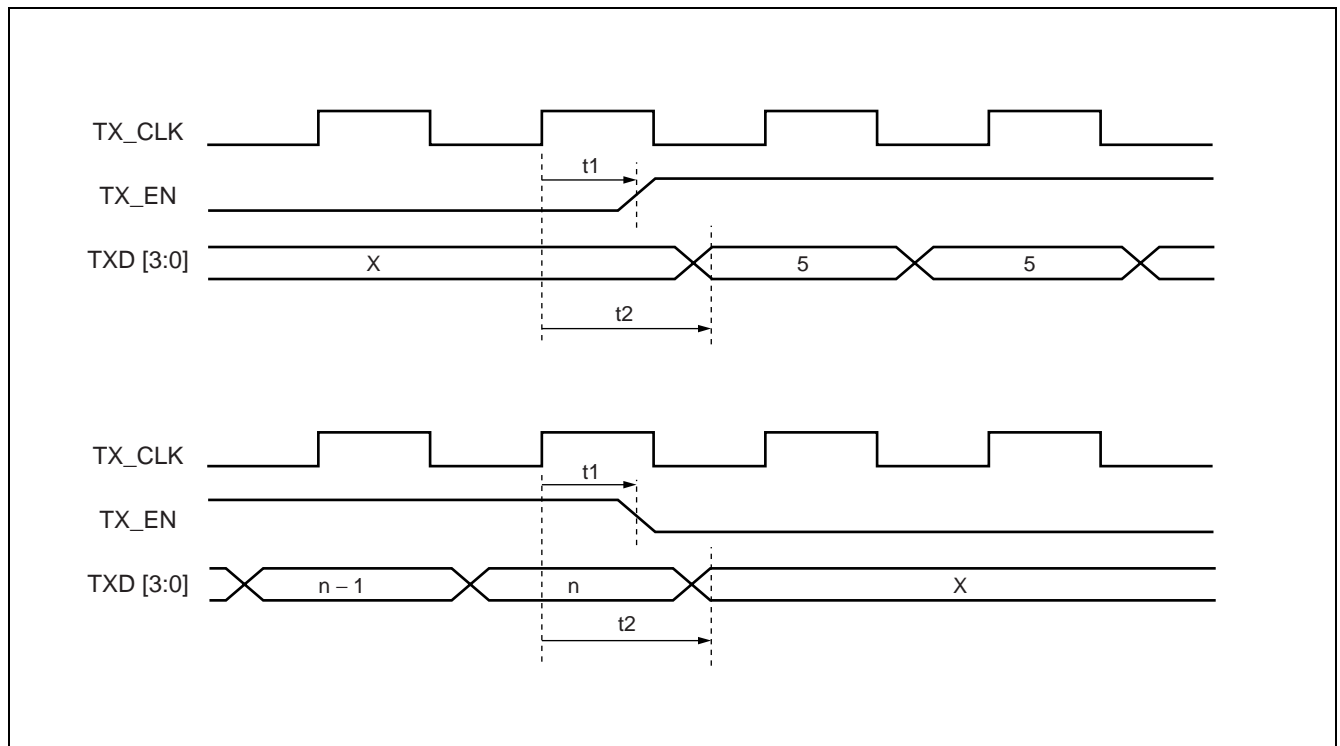 TX_CLK
t1
TX_EN
TXD [3:0]
X
5
5
t2
TX_CLK
t1
TX_EN
TXD [3:0]
n – 1
n
X
t2